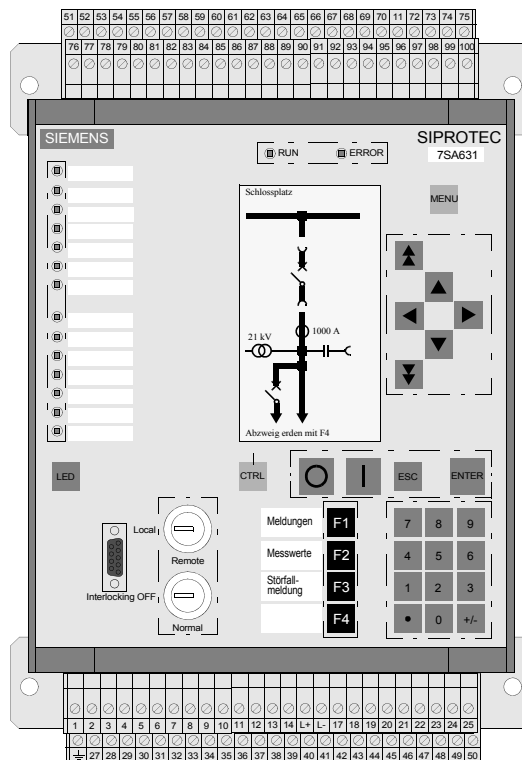 51 52 53 54 55 56 57 58 59 60 61 62 63 64 65 66 67 68 69 70 11 72 73 74 75
76 77 78 79 80 81 82 83 84 85 86 87 88 89 90 91 92 93 94 95 96 97 98 99 100
SIEMENS
SIPROTEC
RUN
ERROR
7SA631
Schlossplatz
MENU
21 kV
1000 A
Abzweig erden mit F4
LED
CTRL
ESC
ENTER
Local
Meldungen F1
7 8 9
Remote
Messwerte F2
4 5 6
Störfall-
meldung F3
1 2 3
Interlocking OFF
F4
• 0 +/-
Normal
1 2 3 4 5 6 7 8 9 10 11 12 13 14 L+ L- 17 18 19 20 21 22 23 24 25
27 28 29 30 31 32 33 34 35 36 37 38 39 40 41 42 43 44 45 46 47 48 49 50